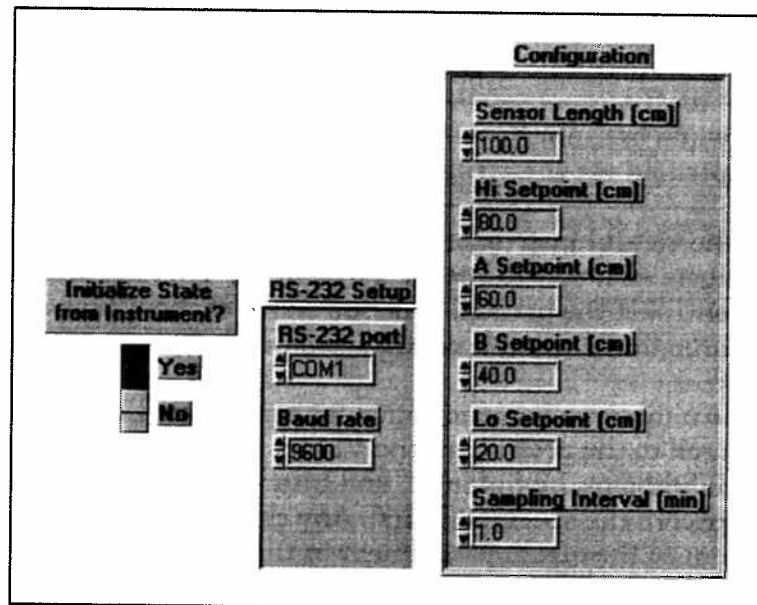 Initialize State
from Instrument?
Yes
No
RS-232 Setup
RS-232 port
COM1
Baud rate
9600
Configuration
Sensor Length (cm)
100.0
Hi Setpoint (cm)
80.0
A Setpoint (cm)
60.0
B Setpoint (cm)
40.0
Lo Setpoint (cm)
20.0
Sampling Interval (min)
1.0